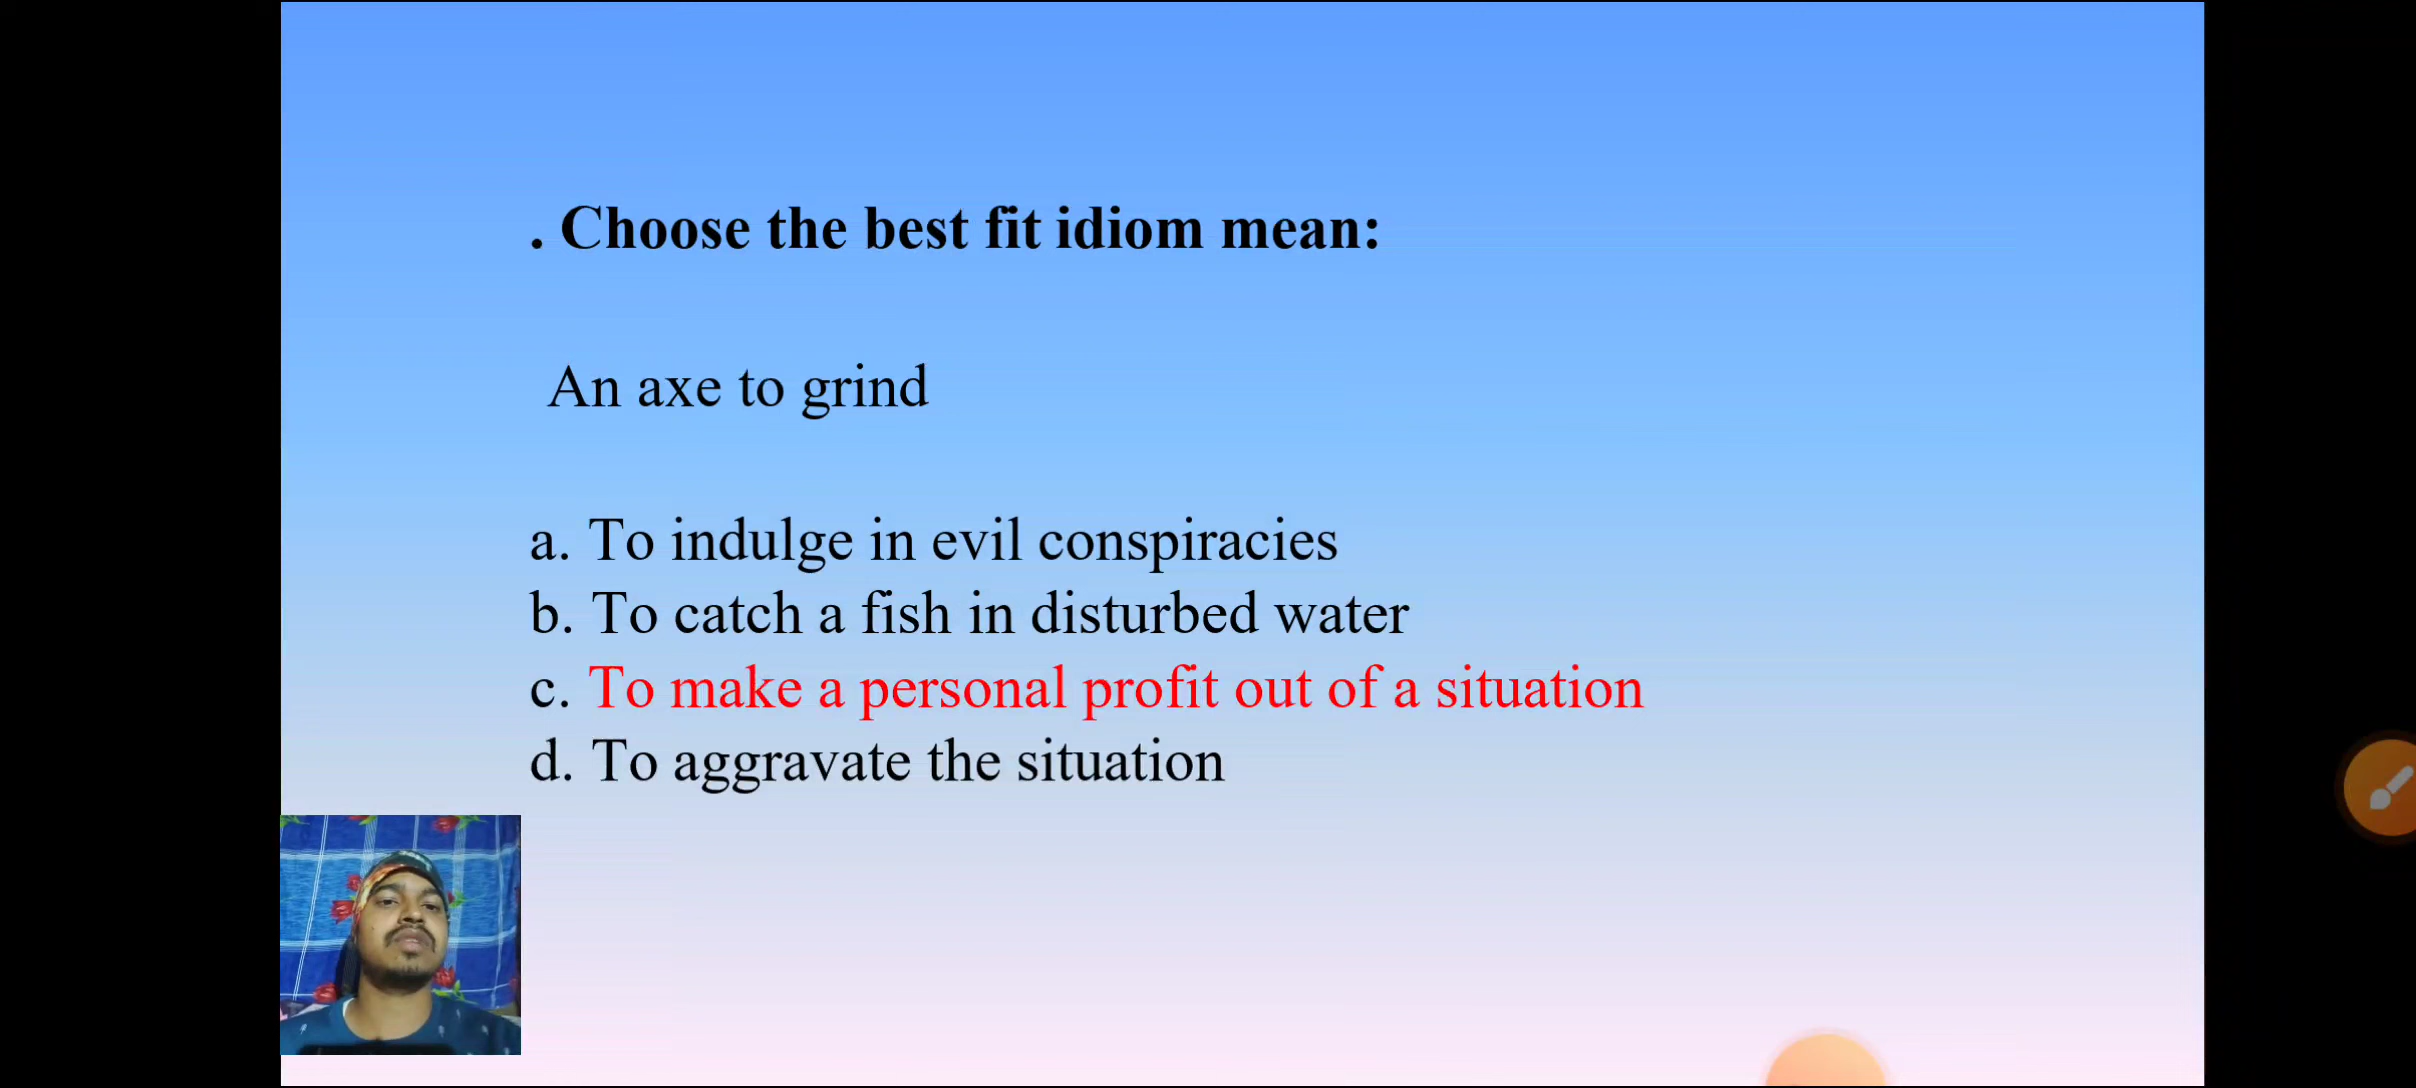 . Choose the best fit idiom mean:
An axe to grind
a. To indulge in evil conspiracies
b. To catch a fish in disturbed water
c. To make a personal profit out of a situation
d. To aggravate the situation